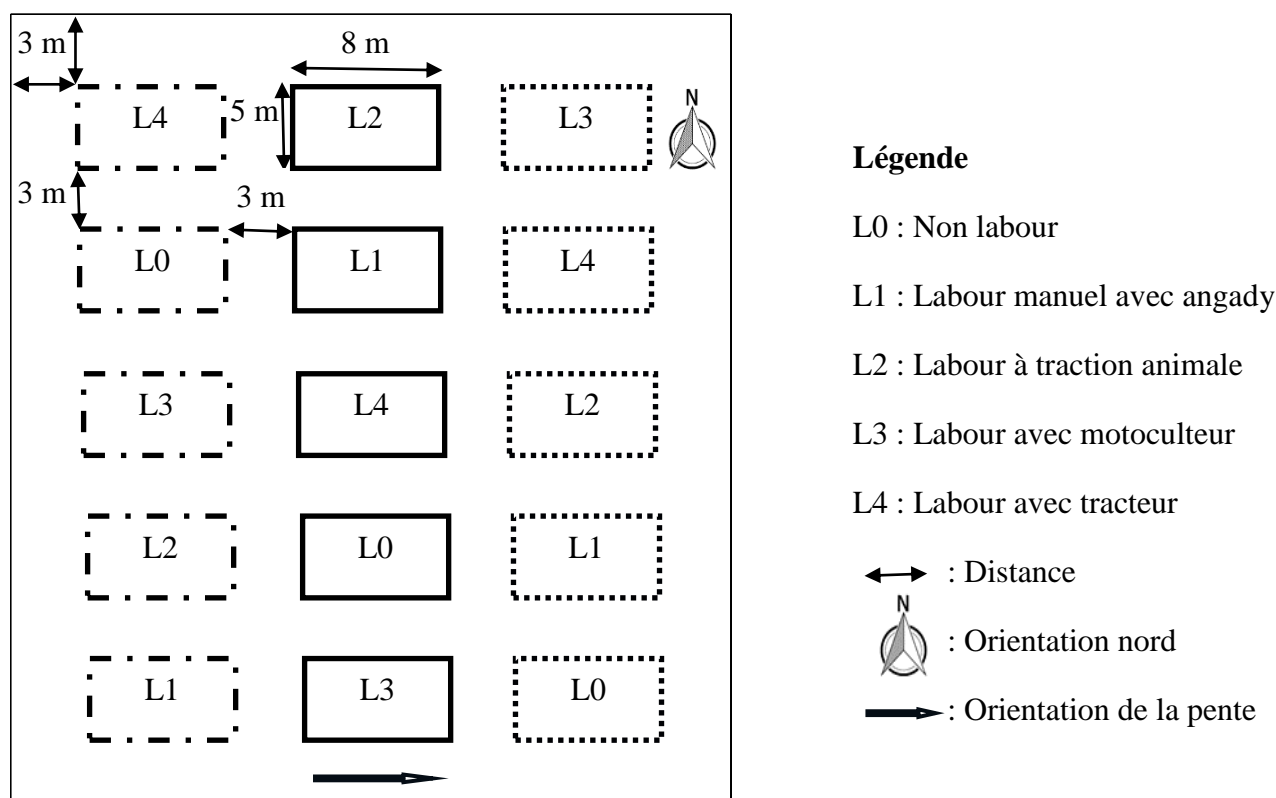 3 m
8 m
L4
5 m
L2
L3
N
3 m
3 m
L0
L1
L4
L3
L4
L2
L2
L0
L1
L1
L3
L0
Légende
L0 : Non labour
L1 : Labour manuel avec angady
L2 : Labour à traction animale
L3 : Labour avec motoculteur
L4 : Labour avec tracteur
: Distance
N
: Orientation nord
: Orientation de la pente